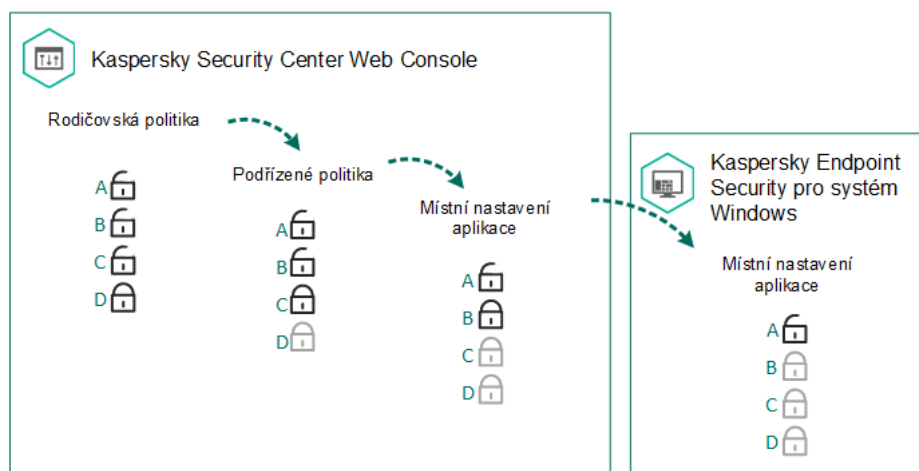 Kaspersky Security Center Web Console
Rodičovská politika
A
B
C
D
Podřízené politika
A
B
C
D
Místní nastavení
aplikace
A
B
C
D
Kaspersky Endpoint
Security pro systém
Windows
Místní nastavení
aplikace
A
B
C
D